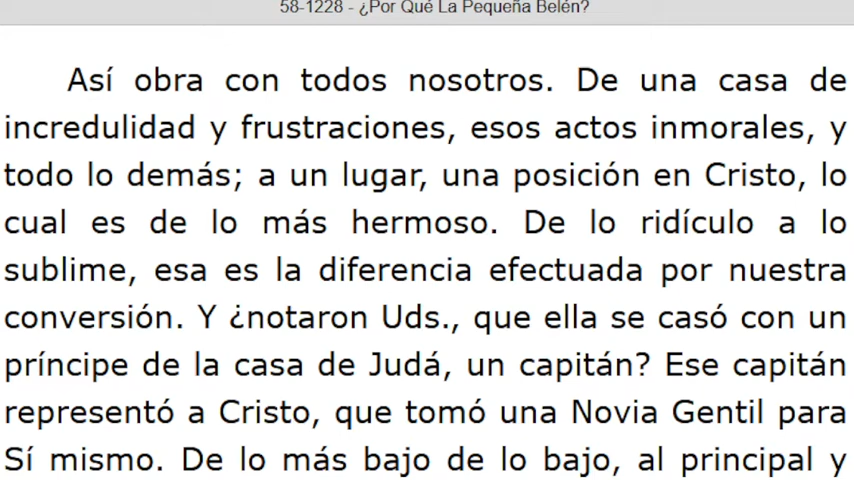 58-1228 - ¿Por Qué La Pequeña Belén?
Así obra con todos nosotros. De una casa de
incredulidad y frustraciones, esos actos inmorales, y
todo lo demás; a un lugar, una posición en Cristo, lo
cual es de lo más hermoso. De lo ridículo a lo
sublime, esa es la diferencia efectuada por nuestra
conversión. Y ¿notaron Uds., que ella se casó con un
príncipe de la casa de Judá, un capitán? Ese capitán
representó a Cristo, que tomó una Novia Gentil para
Sí mismo. De lo más bajo de lo bajo, al principal y